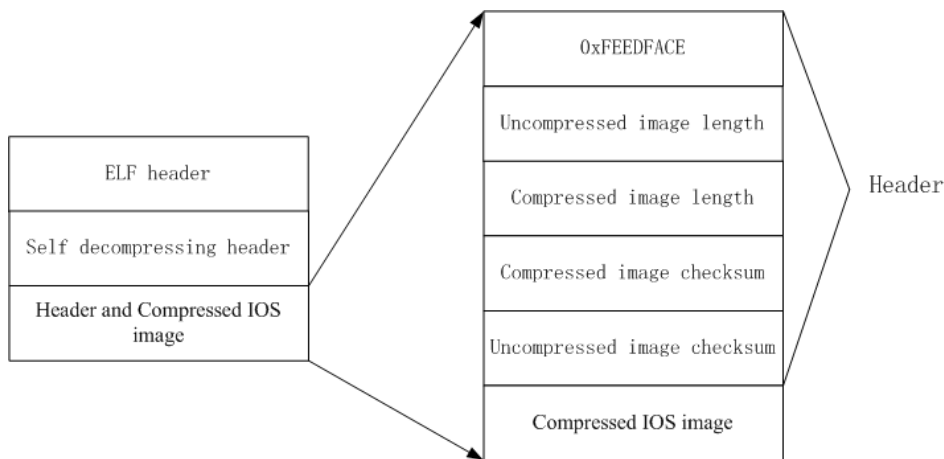 ELF header
Self decompressing header
Header and Compressed IOS
image
0xFEEDFACE
Uncompressed image length
Compressed image length
Compressed image checksum
Uncompressed image checksum
Compressed IOS image
Header